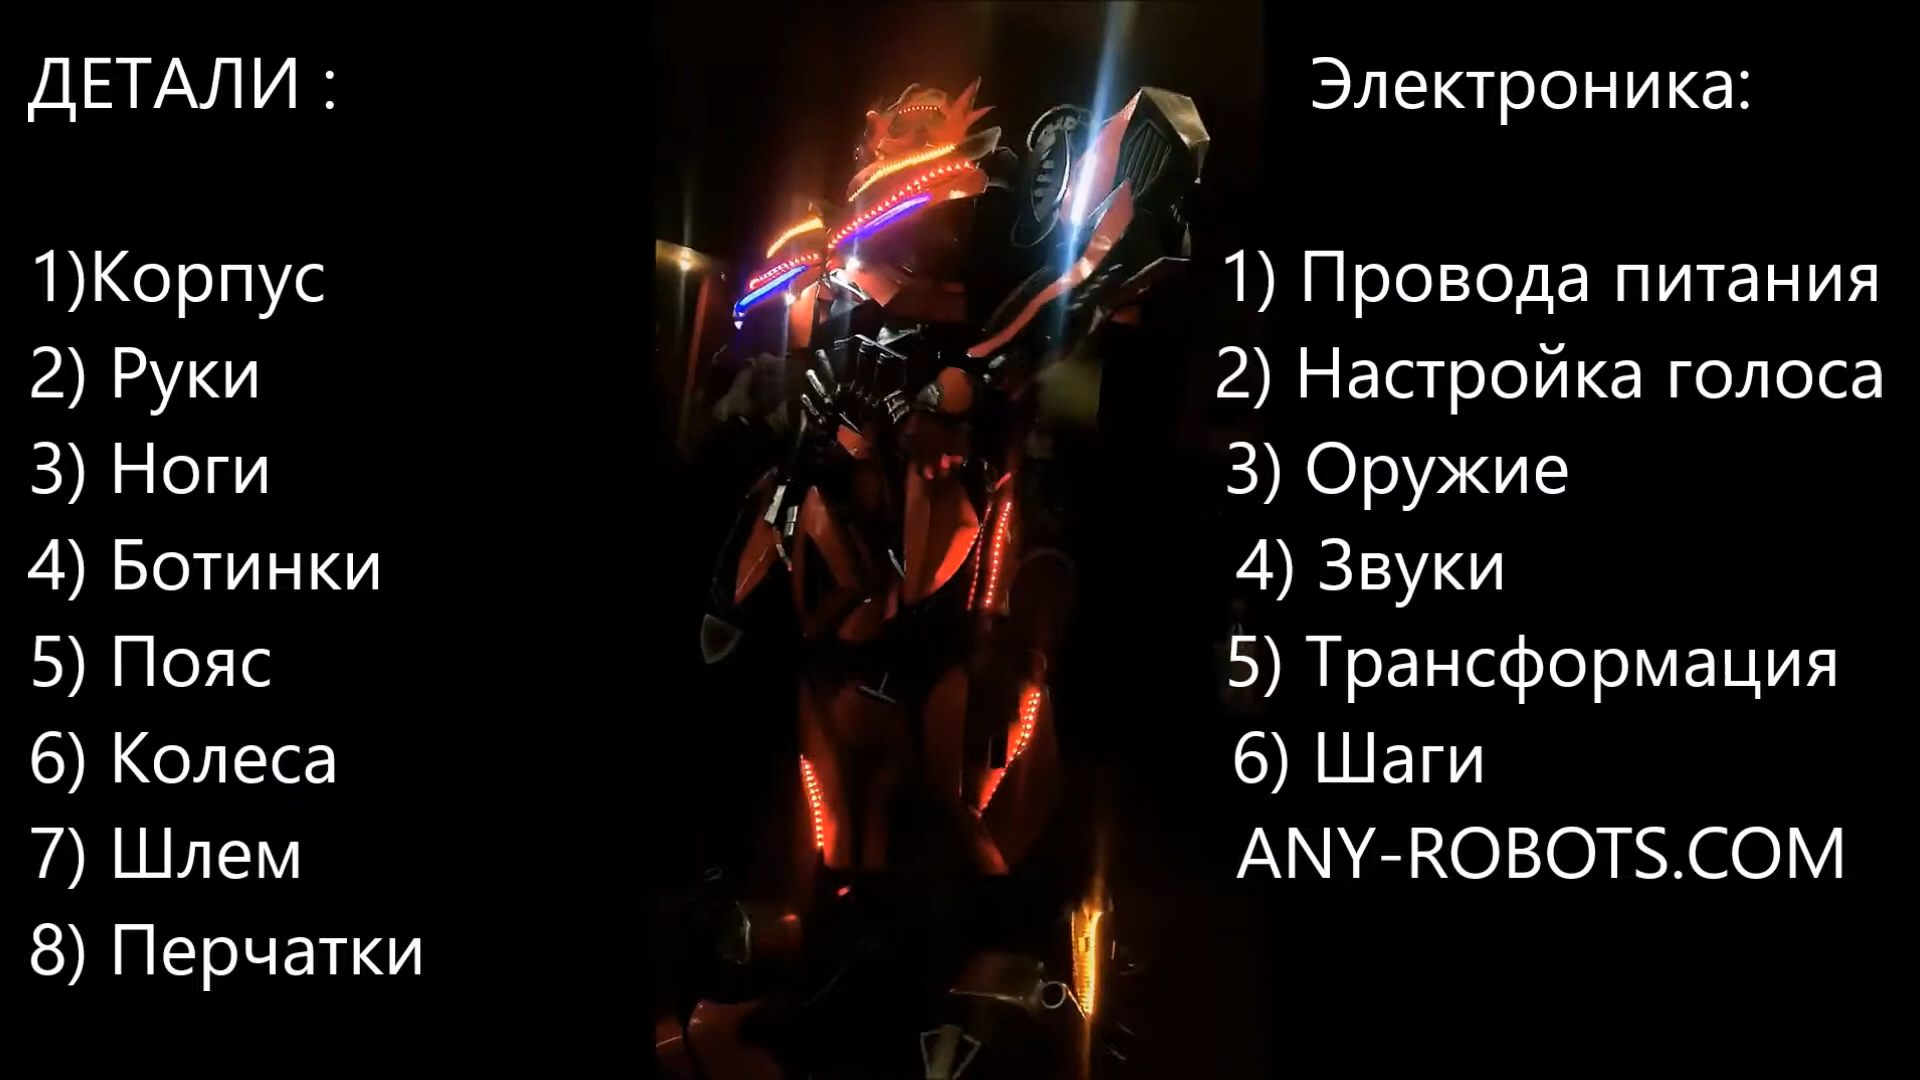 ДЕТАЛИ :
1)Корпус
2) Руки
3) Ноги
4) Ботинки
5) Пояс
6) Колеса
7) Шлем
8) Перчатки
Электроника:
1) Провода питания
2) Настройка голоса
3) Оружие
4) Звуки
5) Трансформация
6) Шаги
ANY-ROBOTS.COM